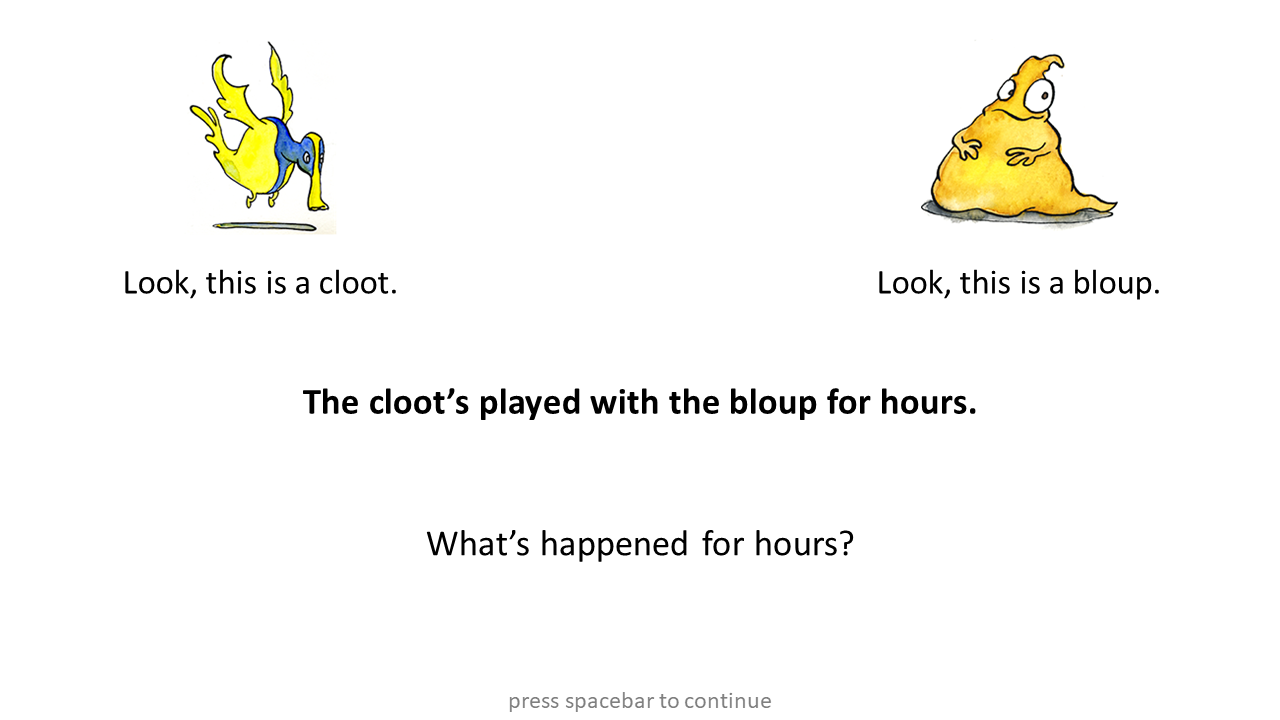 Look, this is a cloot.
Look, this is a bloup.
The cloot’s played with the bloup for hours.
What’s happened for hours?
press spacebar to continue